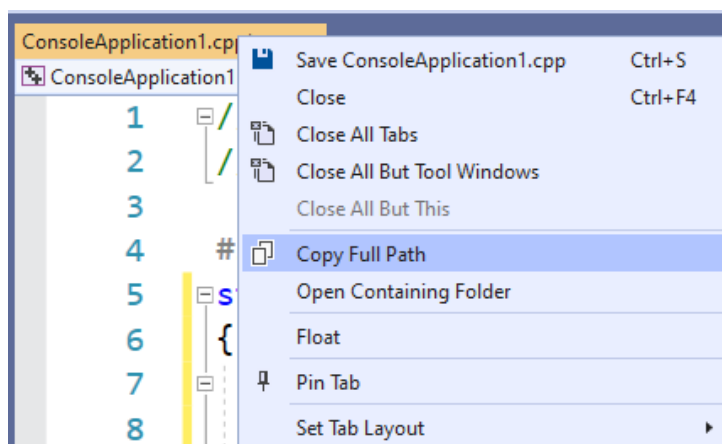 ConsoleApplication1.cpp
ConsoleApplication1
Save ConsoleApplication1.cpp Ctrl+S
Close Ctrl+F4
Close All Tabs
Close All But Tool Windows
Close All But This
Copy Full Path
Open Containing Folder
Float
Pin Tab
Set Tab Layout
1 /
2 /
3
4 #
5 s
6 {
7
8